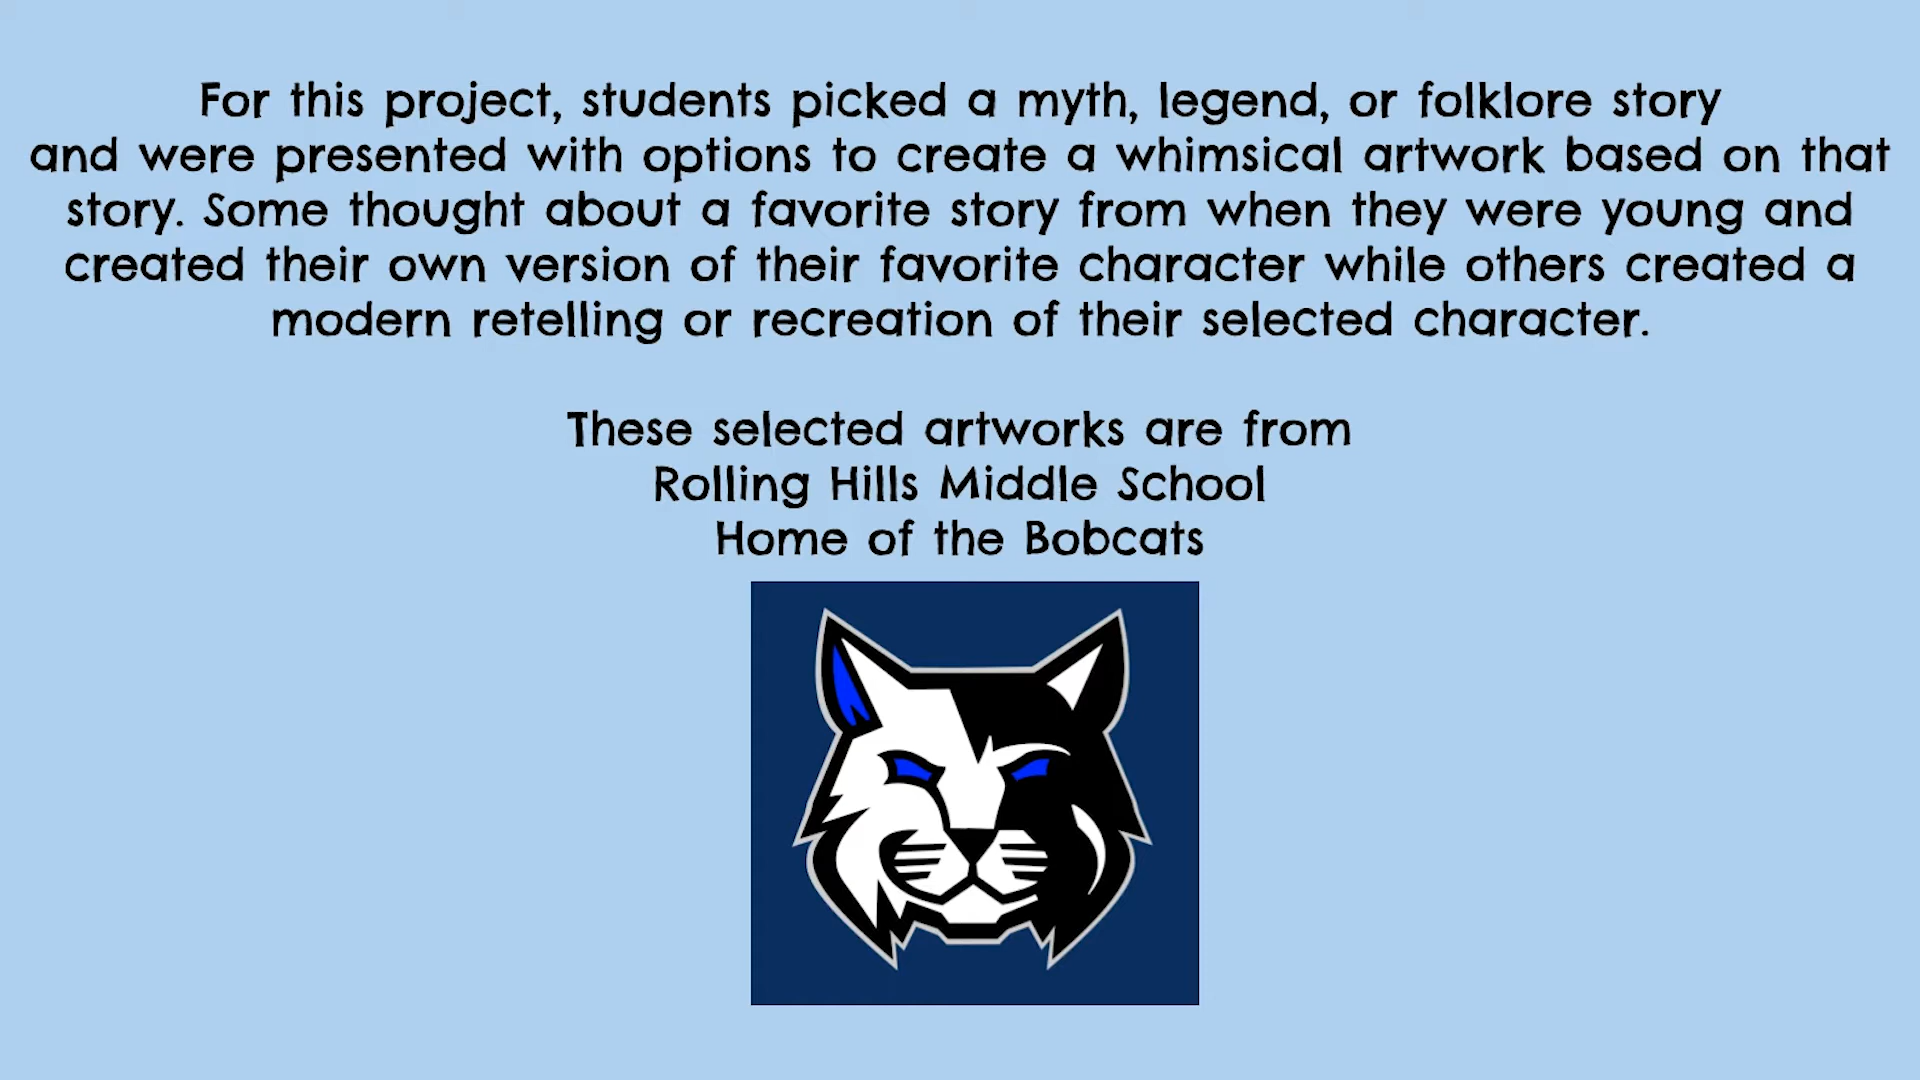 For this project, students picked a myth, legend, or folklore story
and were presented with options to create a whimsical artwork based on that
story. Some thought about a favorite story from when they were young and
created their own version of their favorite character while others created a
modern retelling or recreation of their selected character.
These selected artworks are from
Rolling Hills Middle School
Home of the Bobcats